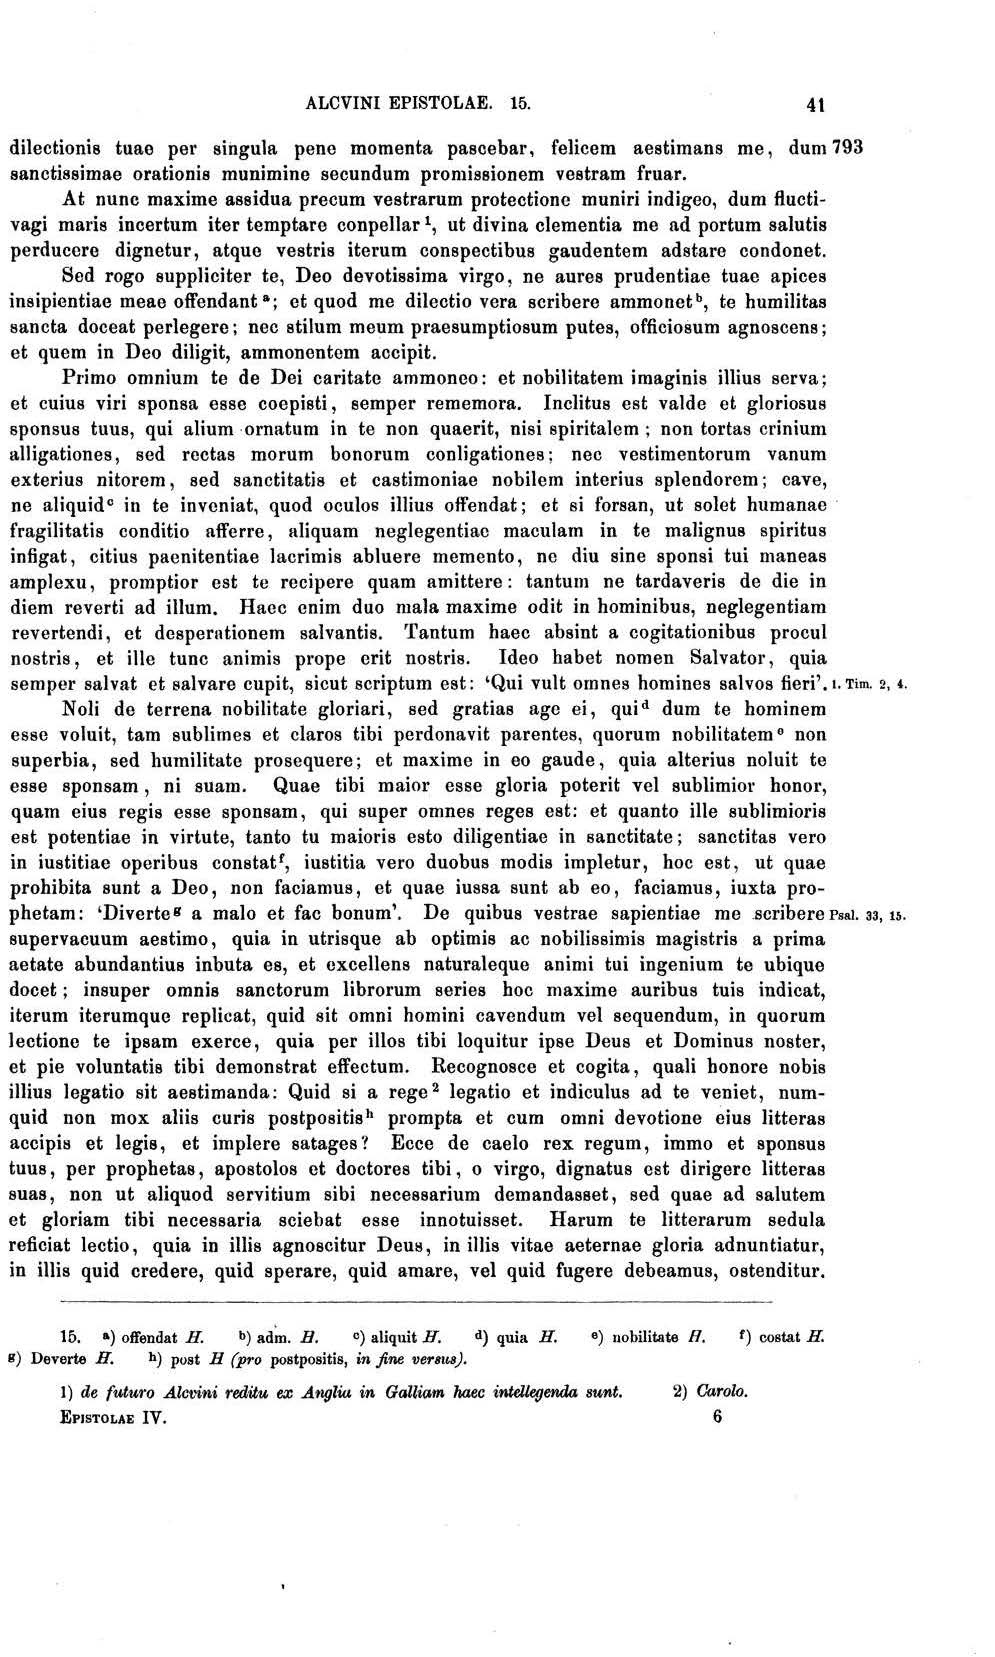 ALCVINI EPISTOLAE. 15. 41
dilectionis tuae per singula pene momenta pascebar, felicem aestimans me, dum 793
sanctissimae orationis munimine secundum promissionem vestram fruar.
At nunc maxime assidua precum vestrarum protectione muniri indigeo, dum flucti-
vagi maris incertum iter temptare conpellar ¹, ut divina clementia me ad portum salutis
perducere dignetur, atque vestris iterum conspectibus gaudentem adstare condonet.
Sed rogo suppliciter te, Deo devotissima virgo, ne aures prudentiae tuae apices
insipientiae meae offendant ᵃ; et quod me dilectio vera scribere ammonet ᵇ, te humilitas
sancta doceat perlegere; nec stilum meum praesumptiosum putes, officiosum agnoscens;
et quem in Deo diligit, ammonentem accipit.
Primo omnium te de Dei caritate ammoneo: et nobilitatem imaginis illius serva;
et cuius viri sponsa esse coepisti, semper rememora. Inclitus est valde et gloriosus
sponsus tuus, qui alium ornatum in te non quaerit, nisi spiritalem; non tortas crinium
alligationes, sed rectas morum bonorum conligationes; nec vestimentorum vanum
exterius nitorem, sed sanctitatis et castimoniae nobilem interius splendorem; cave,
ne aliquid ᶜ in te inveniat, quod oculos illius offendat; et si forsan, ut solet humanae
fragilitatis conditio afferre, aliquam neglegentiae maculam in te malignus spiritus
infigat, citius paenitentiae lacrimis abluere memento, ne diu sine sponsi tui maneas
amplexu, promptior est te recipere quam amittere: tantum ne tardaveris de die in
diem reverti ad illum. Haec enim duo mala maxime odit in hominibus, neglegentiam
revertendi, et desperationem salvantis. Tantum haec absint a cogitationibus procul
nostris, et ille tunc animis prope erit nostris. Ideo habet nomen Salvator, quia
semper salvat et salvare cupit, sicut scriptum est: ‘Qui vult omnes homines salvos fieri’. 1. Tim. 2, 4.
Noli de terrena nobilitate gloriari, sed gratias age ei, qui ᵈ dum te hominem
esse voluit, tam sublimes et claros tibi perdonavit parentes, quorum nobilitatem ᵉ non
superbia, sed humilitate prosequere; et maxime in eo gaude, quia alterius noluit te
esse sponsam, ni suam. Quae tibi maior esse gloria poterit vel sublimior honor,
quam eius regis esse sponsam, qui super omnes reges est: et quanto ille sublimioris
est potentiae in virtute, tanto tu maioris esto diligentiae in sanctitate; sanctitas vero
in iustitiae operibus constat ᶠ, iustitia vero duobus modis impletur, hoc est, ut quae
prohibita sunt a Deo, non faciamus, et quae iussa sunt ab eo, faciamus, iuxta pro-
phetam: ‘Diverte ᵍ a malo et fac bonum’. De quibus vestrae sapientiae me scribere Psal. 33, 15.
supervacuum aestimo, quia in utrisque ab optimis ac nobilissimis magistris a prima
aetate abundantius inbuta es, et excellens naturaleque animi tui ingenium te ubique
docet; insuper omnis sanctorum librorum series hoc maxime auribus tuis indicat,
iterum iterumque replicat, quid sit omni homini cavendum vel sequendum, in quorum
lectione te ipsam exerce, quia per illos tibi loquitur ipse Deus et Dominus noster,
et pie voluntatis tibi demonstrat effectum. Recognosce et cogita, quali honore nobis
illius legatio sit aestimanda: Quid si a rege ² legatio et indiculus ad te veniet, num-
quid non mox aliis curis postpositis ʰ prompta et cum omni devotione eius litteras
accipis et legis, et implere satages? Ecce de caelo rex regum, immo et sponsus
tuus, per prophetas, apostolos et doctores tibi, o virgo, dignatus est dirigere litteras
suas, non ut aliquod servitium sibi necessarium demandasset, sed quae ad salutem
et gloriam tibi necessaria sciebat esse innotuisset. Harum te litterarum sedula
reficiat lectio, quia in illis agnoscitur Deus, in illis vitae aeternae gloria adnuntiatur,
in illis quid credere, quid sperare, quid amare, vel quid fugere debeamus, ostenditur.
15. ᵃ) offendat H. ᵇ) adm. H. ᶜ) aliquit H. ᵈ) quia H. ᵉ) nobilitate H. ᶠ) costat H.
ᵍ) Deverte H. ʰ) post H (pro postpositis, in fine versus).
1) de futuro Alcvini reditu ex Anglia in Galliam haec intellegenda sunt. 2) Carolo.
EPISTOLAE IV. 6